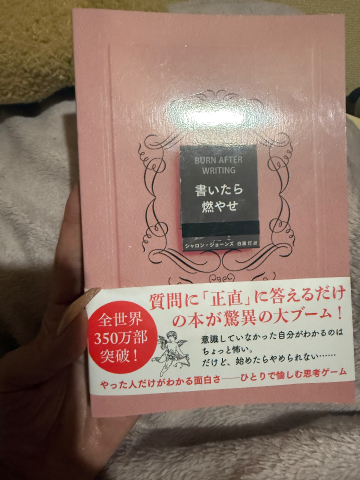 BURN AFTER
WRITING
書いたら
燃やせ
シャロン・ジョーンズ
質問に「正直」に答えるだけ
の本が驚異の大ブーム!
全世界
350万部
突破!
意識していなかった自分がわかるのは
ちょっと怖い。
だけど、始めたらやめられない……
やった人だけがわかる面白さ――ひとりで愉しむ思考ゲーム